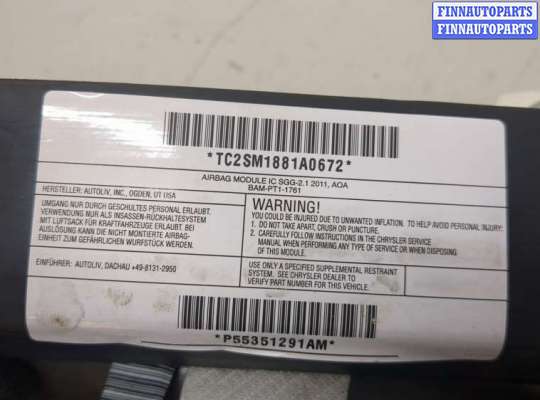 FINNAUTOPARTS
FINNAUTOPARTS
*TC2SM1881A0672*
AIRBAG MODULE IC SGG-2.1 2011, AOA
BAM-PT1-1761
HERSTELLER: AUTOLIV, INC., OGDEN, UT USA
UMGANG NUR DURCH GESCHULTES PERSONAL ERLAUBT.
VERWENDUNG NUR ALS INSASSEN-RÜCKHALTESYSTEM
MIT LUFTSACK FÜR KRAFTFAHRZEUGE ERLAUBT. BEI
AUSLÖSUNG KANN DIE NICHT MONTIERTE AIRBAG-
EINHEIT ZUM GEFÄHRLICHEN WURFSTÜCK WERDEN.
EINFÜHRER: AUTOLIV, DACHAU +49-8131-2950
WARNING!
YOU COULD BE INJURED DUE TO UNWANTED INFLATION. TO HELP AVOID PERSONAL INJURY:
1. DO NOT TAKE APART, CRUSH OR PUNCTURE.
2. CAREFULLY FOLLOW INSTRUCTIONS IN THE CHRYSLER SERVICE
MANUAL WHEN PERFORMING ANY TYPE OF SERVICE OR WHEN DISPOSING
OF THIS MODULE.
USE ONLY A SPECIFIED SUPPLEMENTAL RESTRAINT
SYSTEM. SEE CHRYSLER DEALER TO
VERIFY PART NUMBER FOR THIS VEHICLE.
*P55351291AM*